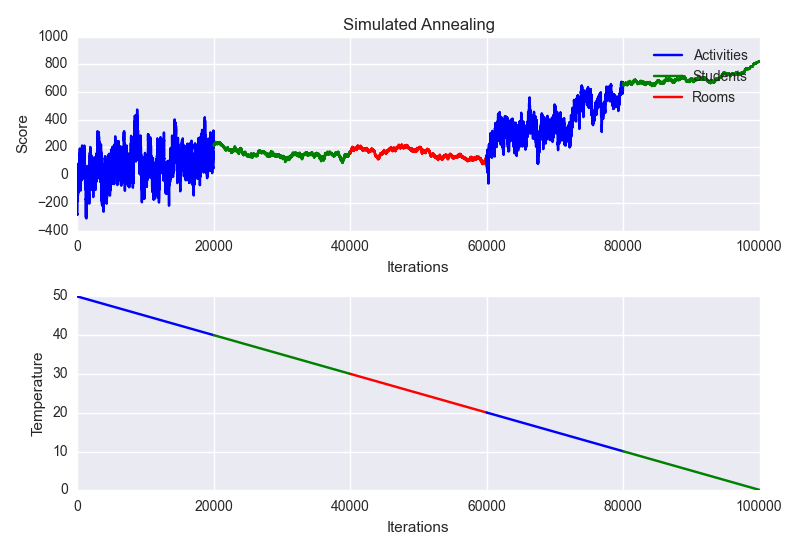 Simulated Annealing
1000
800
600
400
200
0
−200
−400
Score
Activities
Students
Rooms
0 20000 40000 60000 80000 100000
Iterations
50
40
30
20
10
0
Temperature
0 20000 40000 60000 80000 100000
Iterations